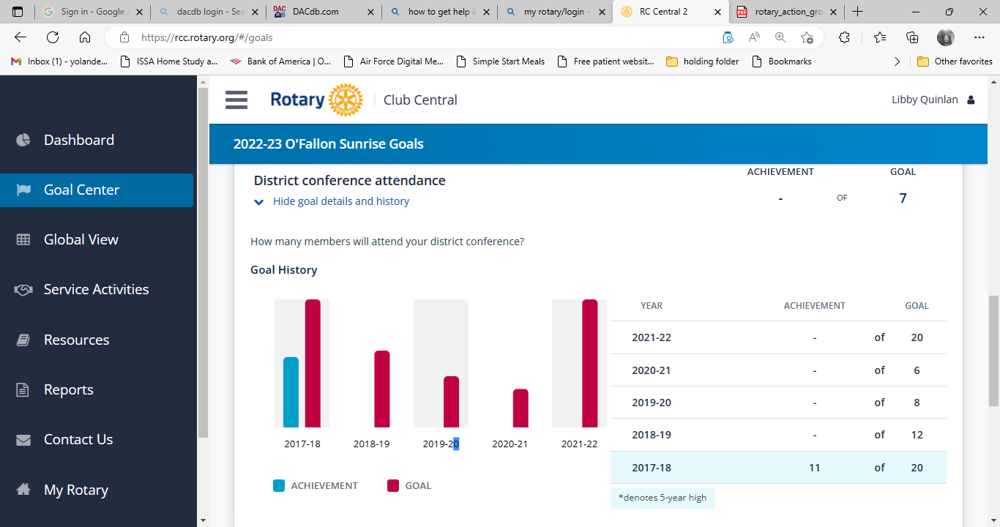 Sign in - Google A
dacdb login - Sea
DAC
db
DACdb.com
how to get help i
my rotary/login -
RC Central 2
PDF
rotary_action_gro
https://rcc.rotary.org/#/goals
Inbox (1) - yolande...
ISSA Home Study a...
Bank of America | O...
Air Force Digital Me...
Simple Start Meals
Free patient websit...
holding folder
Bookmarks
Other favorites
Dashboard
Goal Center
Global View
Service Activities
Resources
Reports
Contact Us
My Rotary
Rotary
Club Central
Libby Quinlan
2022-23 O'Fallon Sunrise Goals
District conference attendance
ACHIEVEMENT GOAL
Hide goal details and history
- OF 7
How many members will attend your district conference?
Goal History
2017-18 2018-19 2019-20 2020-21 2021-22
ACHIEVEMENT GOAL
YEAR ACHIEVEMENT GOAL
2021-22 - of 20
2020-21 - of 6
2019-20 - of 8
2018-19 - of 12
2017-18 11 of 20
*denotes 5-year high